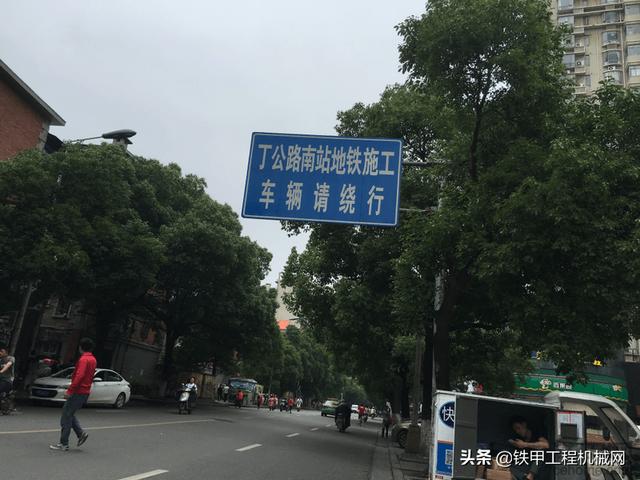 丁公路南站地铁施工
车辆请绕行
快
头条 @铁甲工程机械网